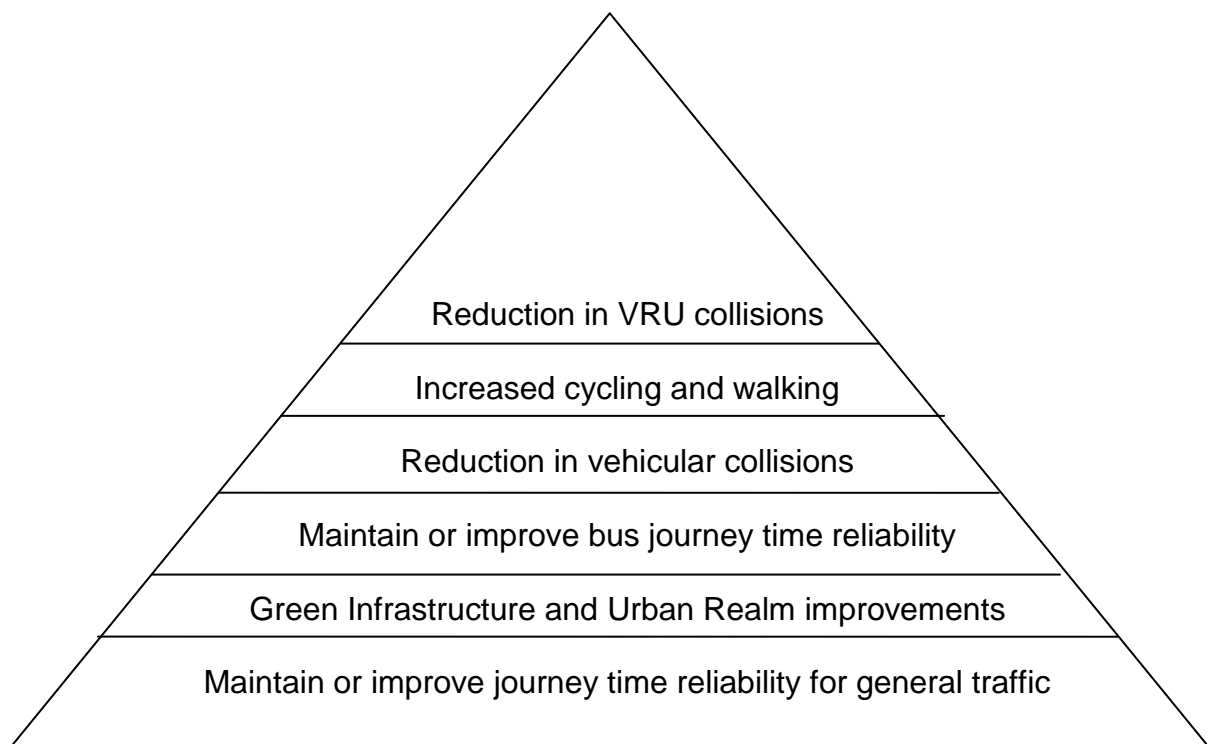 Reduction in VRU collisions
Increased cycling and walking
Reduction in vehicular collisions
Maintain or improve bus journey time reliability
Green Infrastructure and Urban Realm improvements
Maintain or improve journey time reliability for general traffic